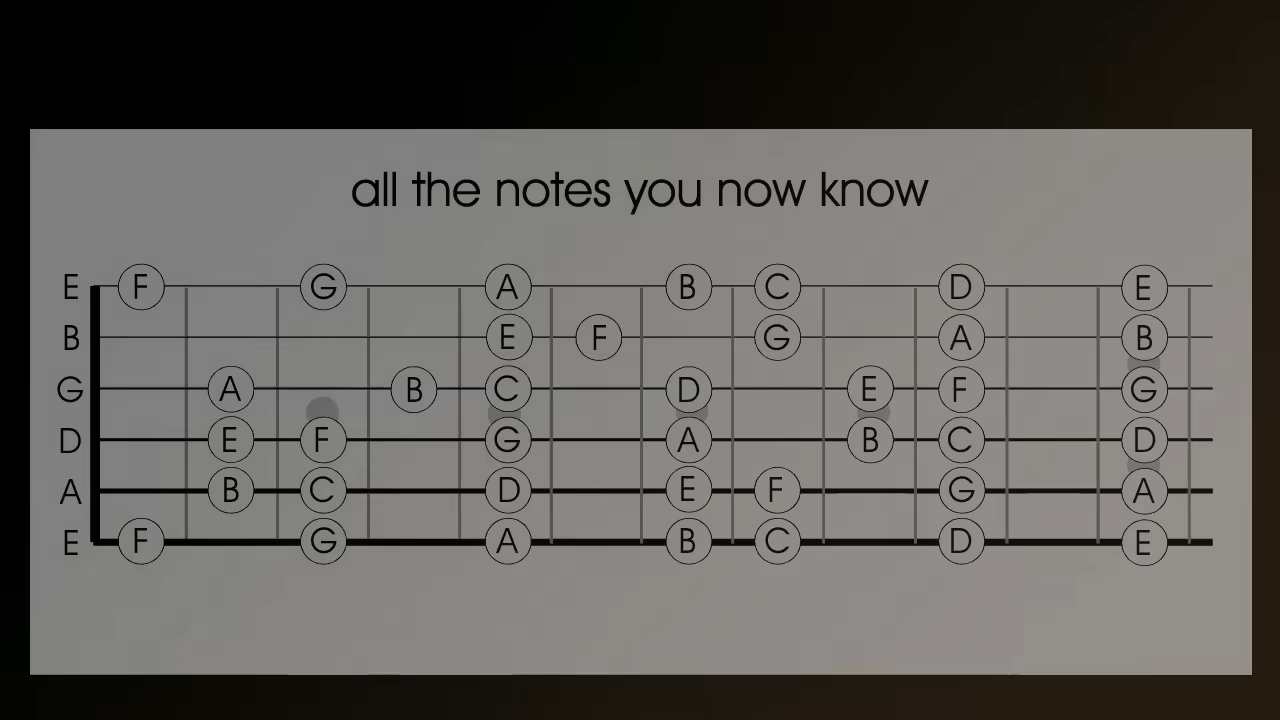 all the notes you now know
E F G A B C D E
B E F G A B
G A B C D E F G
D E F G A B C D
A B C D E F G A
E F G A B C D E